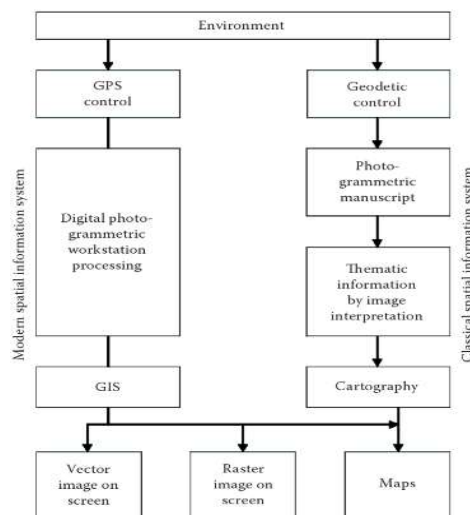 Environment
GPS
control
Geodetic
control
Modern spatial information system
Digital photo-
grammetric
workstation
processing
Photo-
grammetric
manuscript
Thematic
information
by image
interpretation
Classical spatial information system
GIS
Cartography
Vector
image on
screen
Raster
image on
screen
Maps